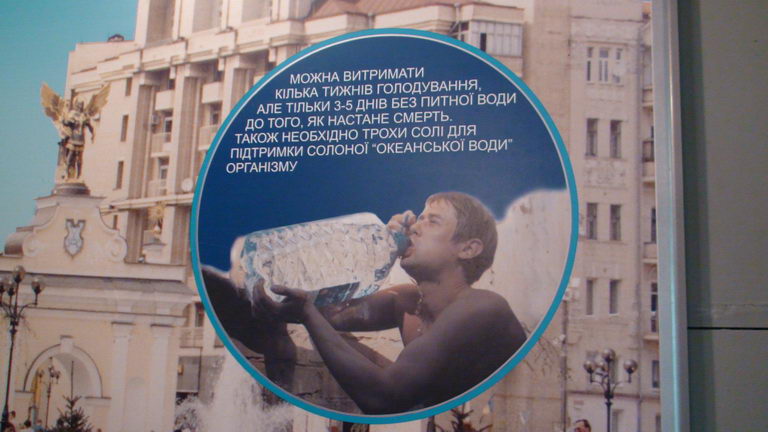 МОЖНА ВИТРИМАТИ
КІЛЬКА ТИЖНІВ ГОЛОДУВАННЯ,
АЛЕ ТІЛЬКИ 3-5 ДНІВ БЕЗ ПИТНОЇ ВОДИ
ДО ТОГО, ЯК НАСТАНЕ СМЕРТЬ.
ТАКОЖ НЕОБХІДНО ТРОХИ СОЛІ ДЛЯ
ПІДТРИМКИ СОЛОНОЇ "ОКЕАНСЬКОЇ ВОДИ"
ОРГАНІЗМУ